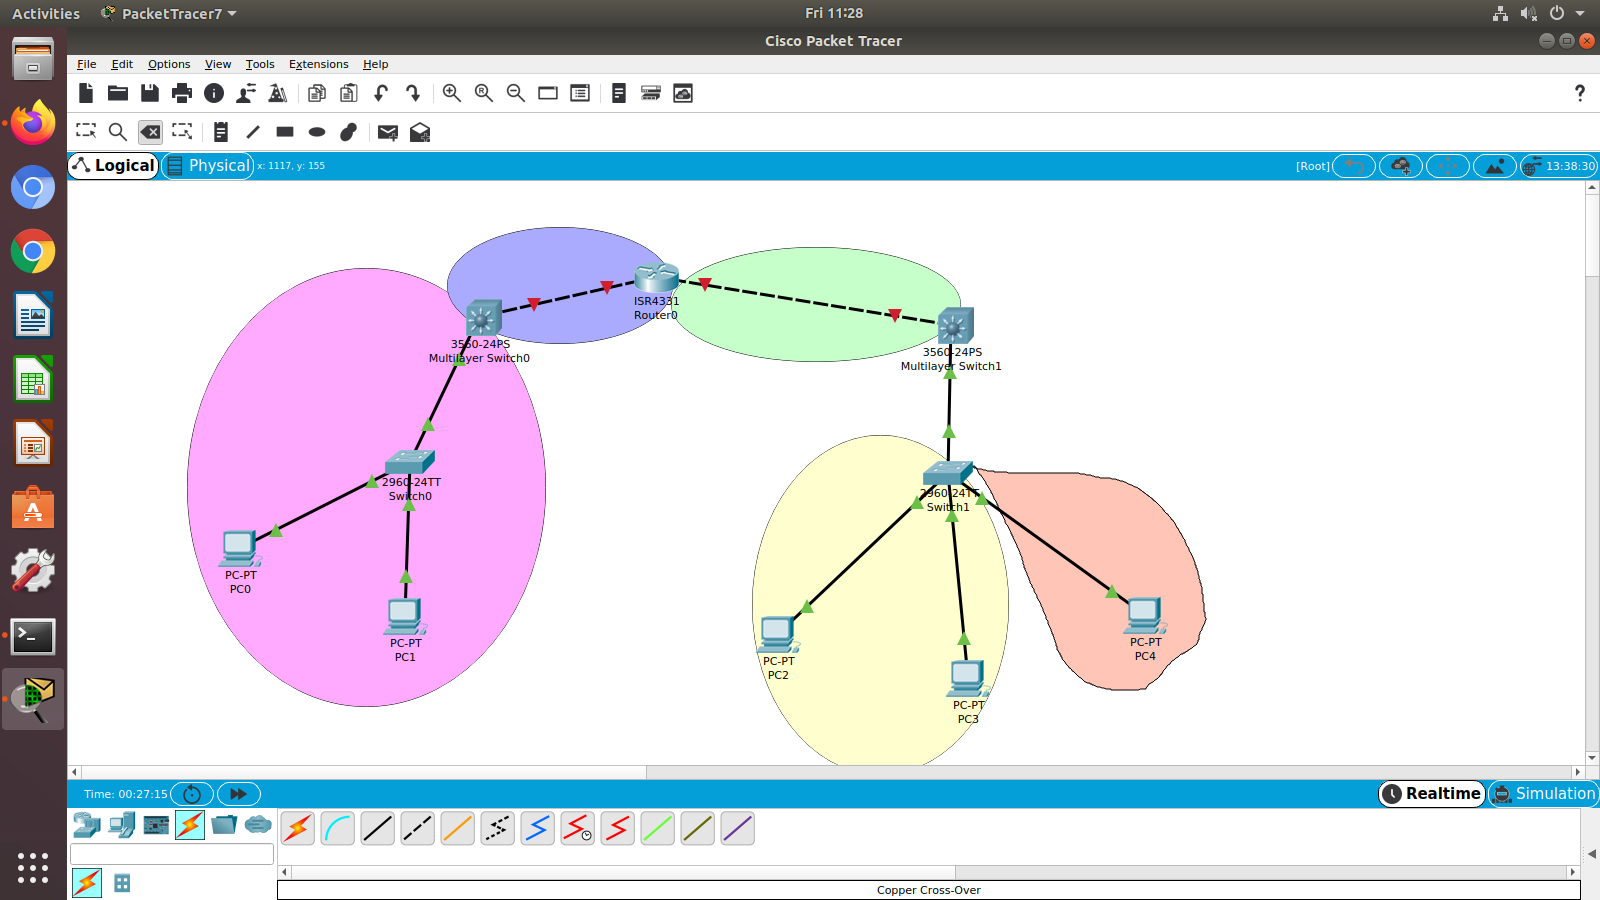 Activities
PacketTracer7
Fri 11:28
Cisco Packet Tracer
File Edit Options View Tools Extensions Help
?
Logical
Physical
x: 1117, y: 155
[Root]
13:38:30
ISR4331
Router0
3560-24PS
Multilayer Switch0
3560-24PS
Multilayer Switch1
2960-24TT
Switch0
2960-24TT
Switch1
PC-PT
PC0
PC-PT
PC1
PC-PT
PC2
PC-PT
PC3
PC-PT
PC4
Time: 00:27:15
Realtime
Simulation
Copper Cross-Over